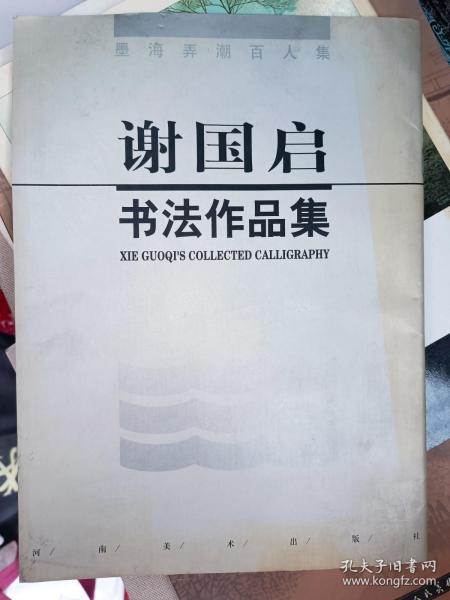 墨海弄潮百人集
谢国启
书法作品集
XIE GUOQI'S COLLECTED CALLIGRAPHY
河/南/美/术/出/版/社
孔夫子旧书网
www.kongfz.com